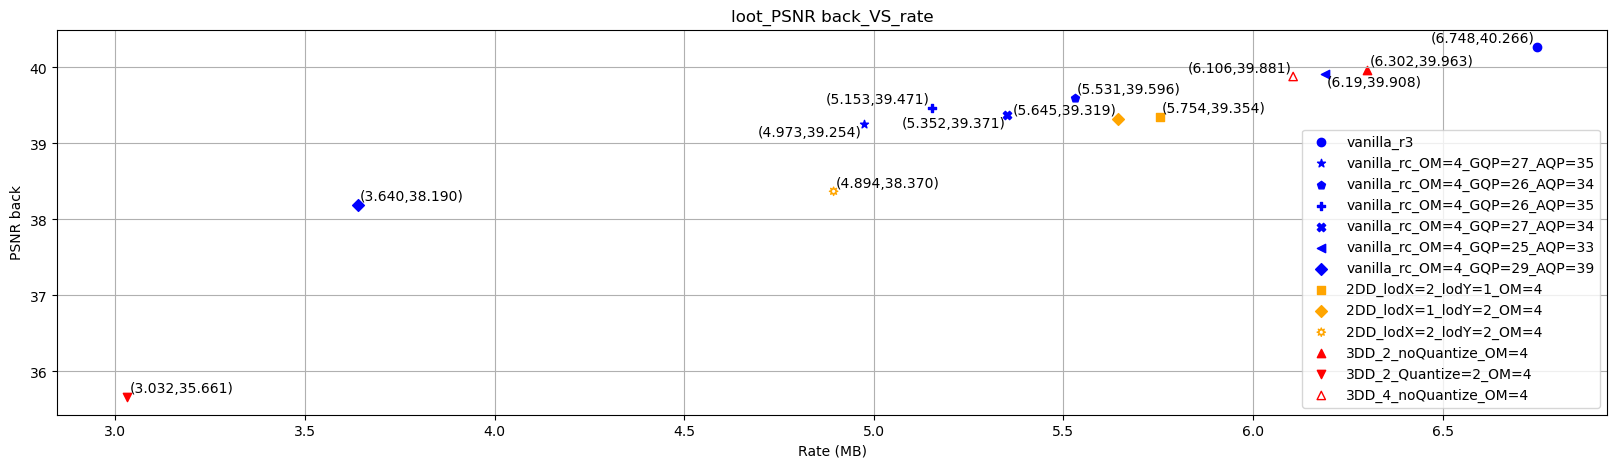 loot_PSNR back_VS_rate
(6.748,40.266)
(6.302,39.963)
(6.106,39.881)
(6.19,39.908)
(5.531,39.596)
(5.153,39.471)
(5.645,39.319)
(5.754,39.354)
(5.352,39.371)
(4.973,39.254)
(4.894,38.370)
(3.640,38.190)
(3.032,35.661)
PSNR back
40
39
38
37
36
3.0
3.5
4.0
4.5
5.0
5.5
6.0
6.5
Rate (MB)
vanilla_r3
vanilla_rc_OM=4_GQP=27_AQP=35
vanilla_rc_OM=4_GQP=26_AQP=34
vanilla_rc_OM=4_GQP=26_AQP=35
vanilla_rc_OM=4_GQP=27_AQP=34
vanilla_rc_OM=4_GQP=25_AQP=33
vanilla_rc_OM=4_GQP=29_AQP=39
2DD_lodX=2_lodY=1_OM=4
2DD_lodX=1_lodY=2_OM=4
2DD_lodX=2_lodY=2_OM=4
3DD_2_noQuantize_OM=4
3DD_2_Quantize=2_OM=4
3DD_4_noQuantize_OM=4